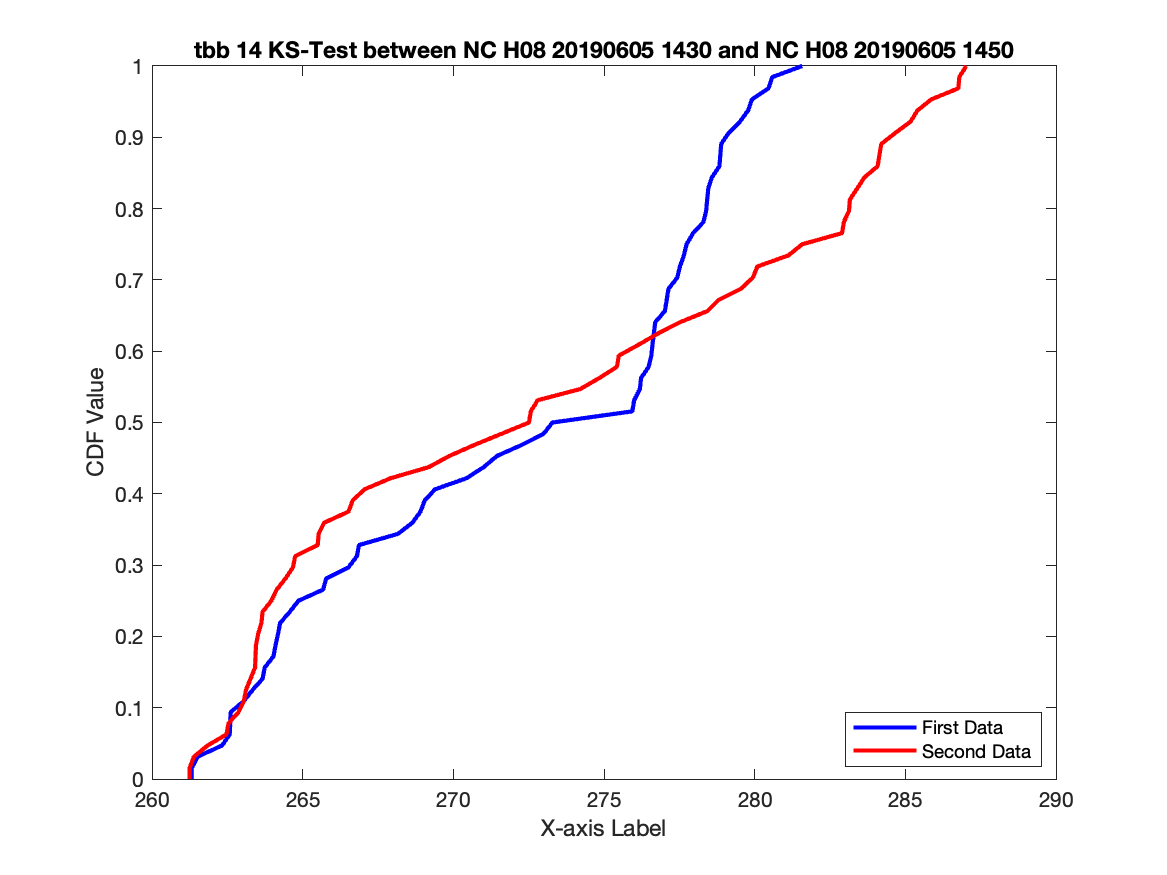 tbb 14 KS-Test between NC H08 20190605 1430 and NC H08 20190605 1450
1
0.9
0.8
0.7
0.6
0.5
0.4
0.3
0.2
0.1
0
CDF Value
First Data
Second Data
260 265 270 275 280 285 290
X-axis Label